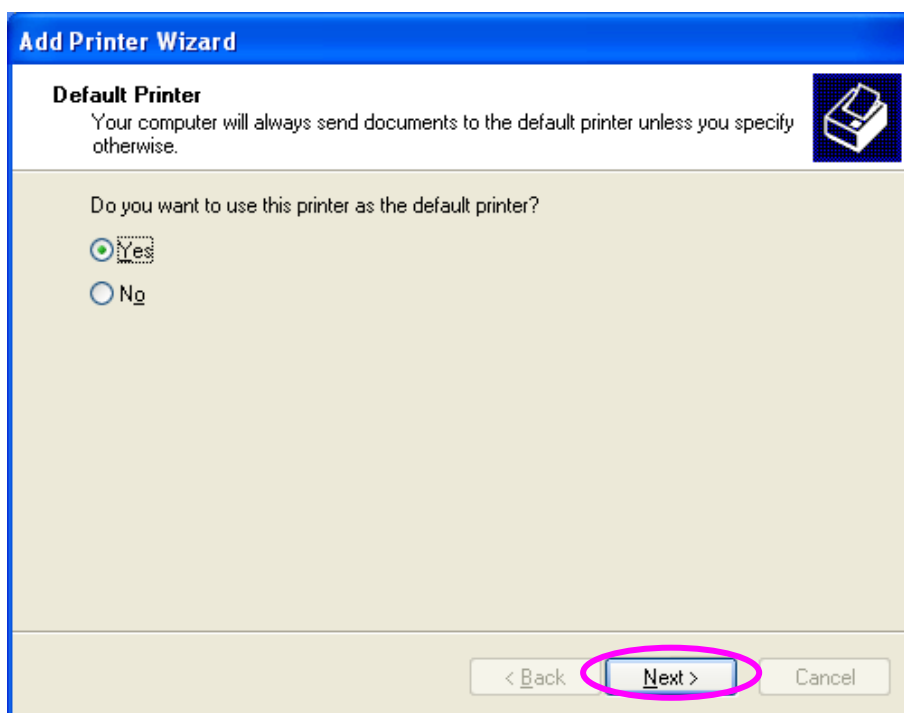 Add Printer Wizard
Default Printer
Your computer will always send documents to the default printer unless you specify
otherwise.
Do you want to use this printer as the default printer?
Yes
No
< Back
Next >
Cancel